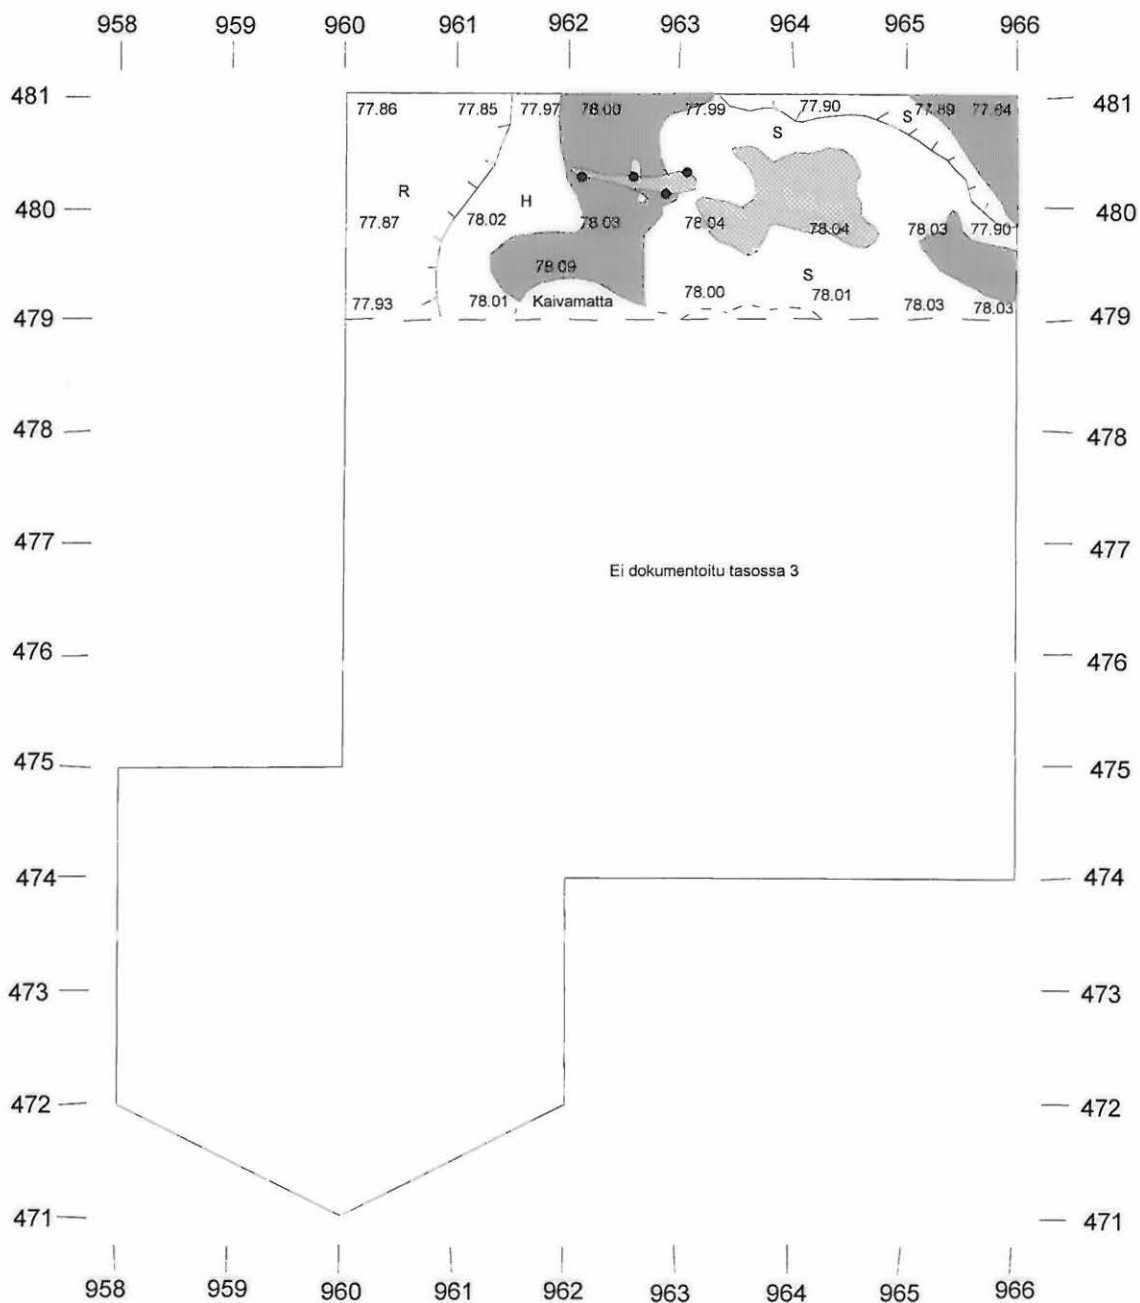 958 959 960 961 962 963 964 965 966
481 77.86 77.85 77.97 78.00 77.99 77.90 77.89 77.84 481
S S
R H
480 77.87 78.02 78.03 78.04 78.04 78.03 77.90 480
78.09 S
77.93 78.01 Kaivamatta 78.00 78.01 78.03 78.03
479 479
478 478
477 477
Ei dokumentoitu tasossa 3
476 476
475 475
474 474
473 473
472 472
471 471
958 959 960 961 962 963 964 965 966